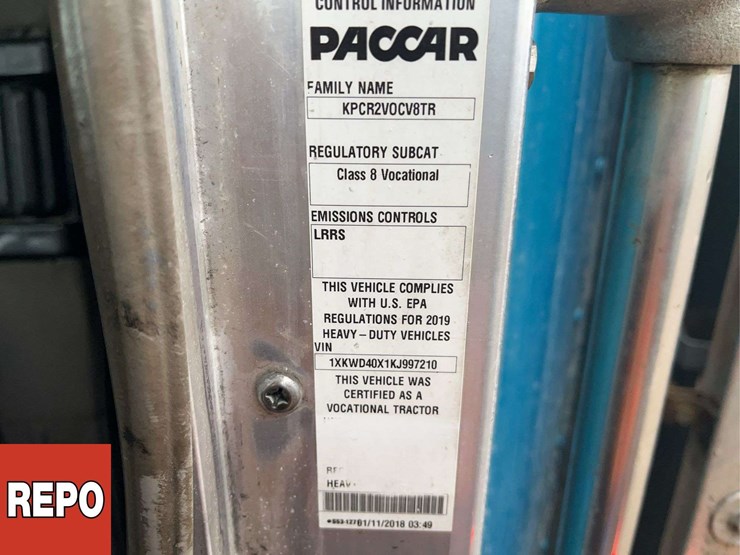 CONTROL INFORMATION
PACCAR
FAMILY NAME
KPCR2VOCV8TR
REGULATORY SUBCAT
Class 8 Vocational
EMISSIONS CONTROLS
LRRS
THIS VEHICLE COMPLIES
WITH U.S. EPA
REGULATIONS FOR 2019
HEAVY-DUTY VEHICLES
VIN
1XKWD40X1KJ997210
THIS VEHICLE WAS
CERTIFIED AS A
VOCATIONAL TRACTOR
01/11/2018 03:49
REPO